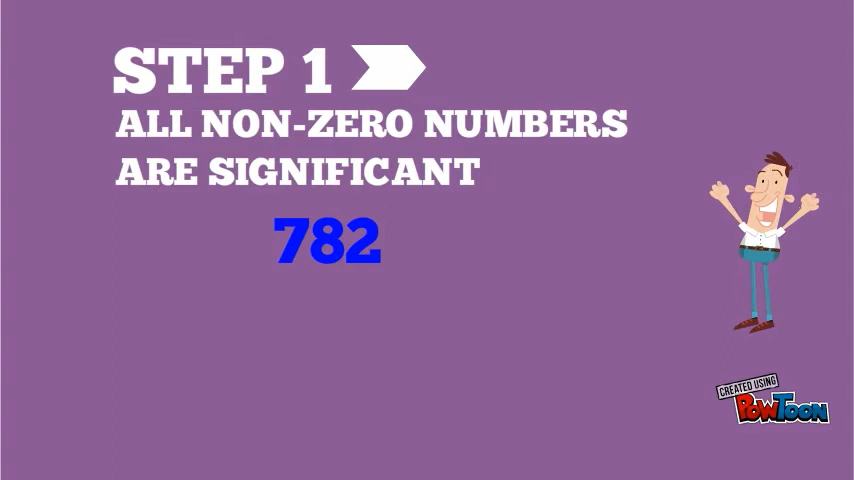 STEP 1
ALL NON-ZERO NUMBERS
ARE SIGNIFICANT
782
CREATED USING
POWTOON